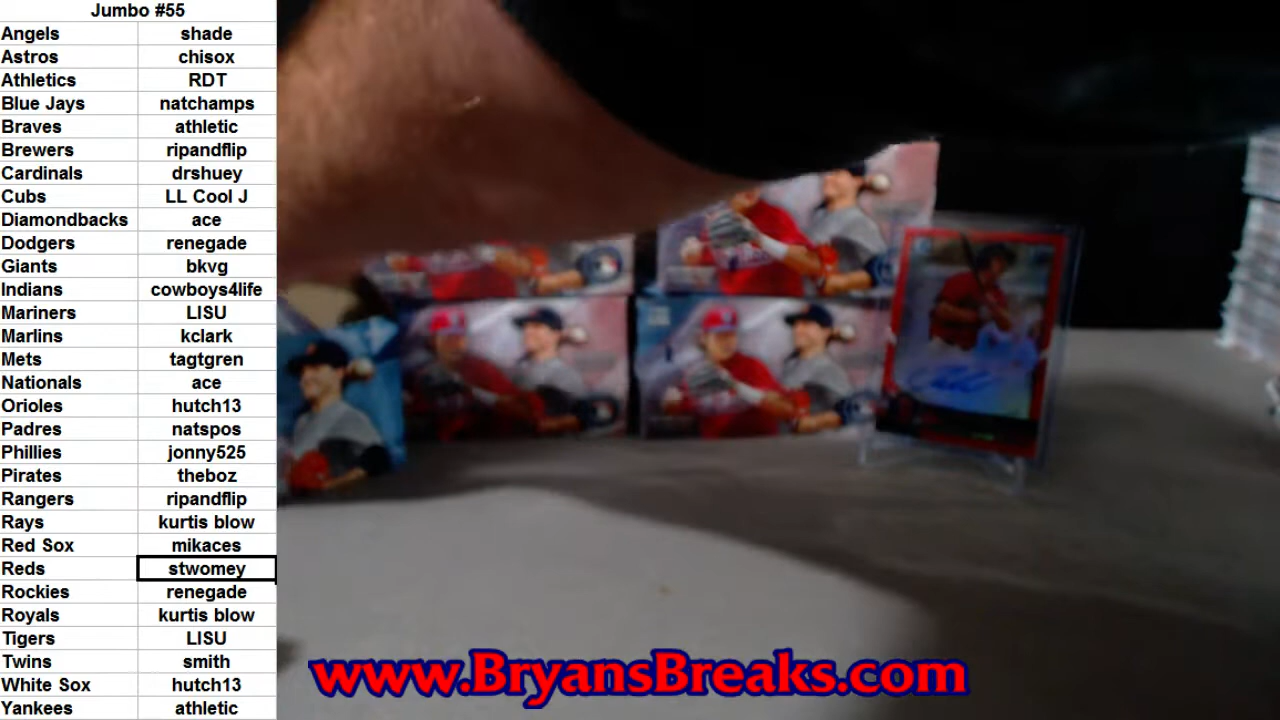 Jumbo #55
Angels shade
Astros chisox
Athletics RDT
Blue Jays natchamps
Braves athletic
Brewers ripandflip
Cardinals drshuey
Cubs LL Cool J
Diamondbacks ace
Dodgers renegade
Giants bkvg
Indians cowboys4life
Mariners LISU
Marlins kclark
Mets tagtgren
Nationals ace
Orioles hutch13
Padres natspos
Phillies jonny525
Pirates theboz
Rangers ripandflip
Rays kurtis blow
Red Sox mikaces
Reds stwomey
Rockies renegade
Royals kurtis blow
Tigers LISU
Twins smith
White Sox hutch13
Yankees athletic
www.BryansBreaks.com